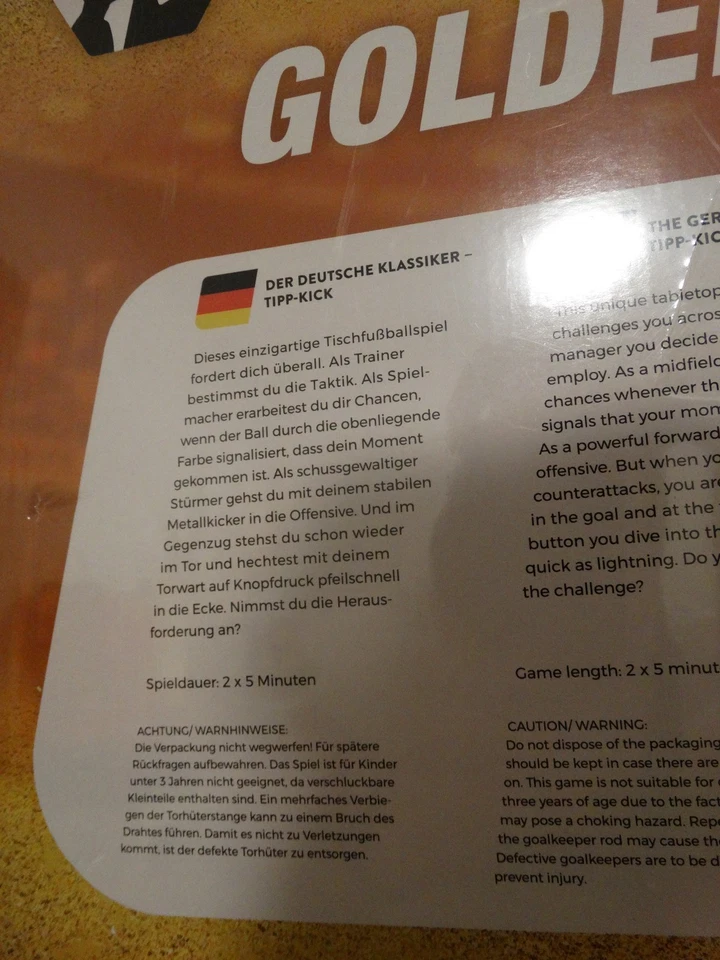 GOLDE
DER DEUTSCHE KLASSIKER –
TIPP-KICK
Dieses einzigartige Tischfußballspiel
fordert dich überall. Als Trainer
bestimmst du die Taktik. Als Spiel-
macher erarbeitest du dir Chancen,
wenn der Ball durch die obenliegende
Farbe signalisiert, dass dein Moment
gekommen ist. Als schussgewaltiger
Stürmer gehst du mit deinem stabilen
Metallkicker in die Offensive. Und im
Gegenzug stehst du schon wieder
im Tor und hechtest mit deinem
Torwart auf Knopfdruck pfeilschnell
in die Ecke. Nimmst du die Heraus-
forderung an?
Spieldauer: 2 x 5 Minuten
ACHTUNG/ WARNHINWEISE:
Die Verpackung nicht wegwerfen! Für spätere
Rückfragen aufbewahren. Das Spiel ist für Kinder
unter 3 Jahren nicht geeignet, da verschluckbare
Kleinteile enthalten sind. Ein mehrfaches Verbie-
gen der Torhüterstange kann zu einem Bruch des
Drahtes führen. Damit es nicht zu Verletzungen
kommt, ist der defekte Torhüter zu entsorgen.
THE GER
TIPP-KIC
This unique tabletop
challenges you acros
manager you decide
employ. As a midfield
chances whenever th
signals that your mom
As a powerful forward
offensive. But when yo
counterattacks, you are
in the goal and at the
button you dive into th
quick as lightning. Do y
the challenge?
Game length: 2 x 5 minut
CAUTION/ WARNING:
Do not dispose of the packaging
should be kept in case there are
on. This game is not suitable for
three years of age due to the fact
may pose a choking hazard. Repe
the goalkeeper rod may cause the
Defective goalkeepers are to be d
prevent injury.